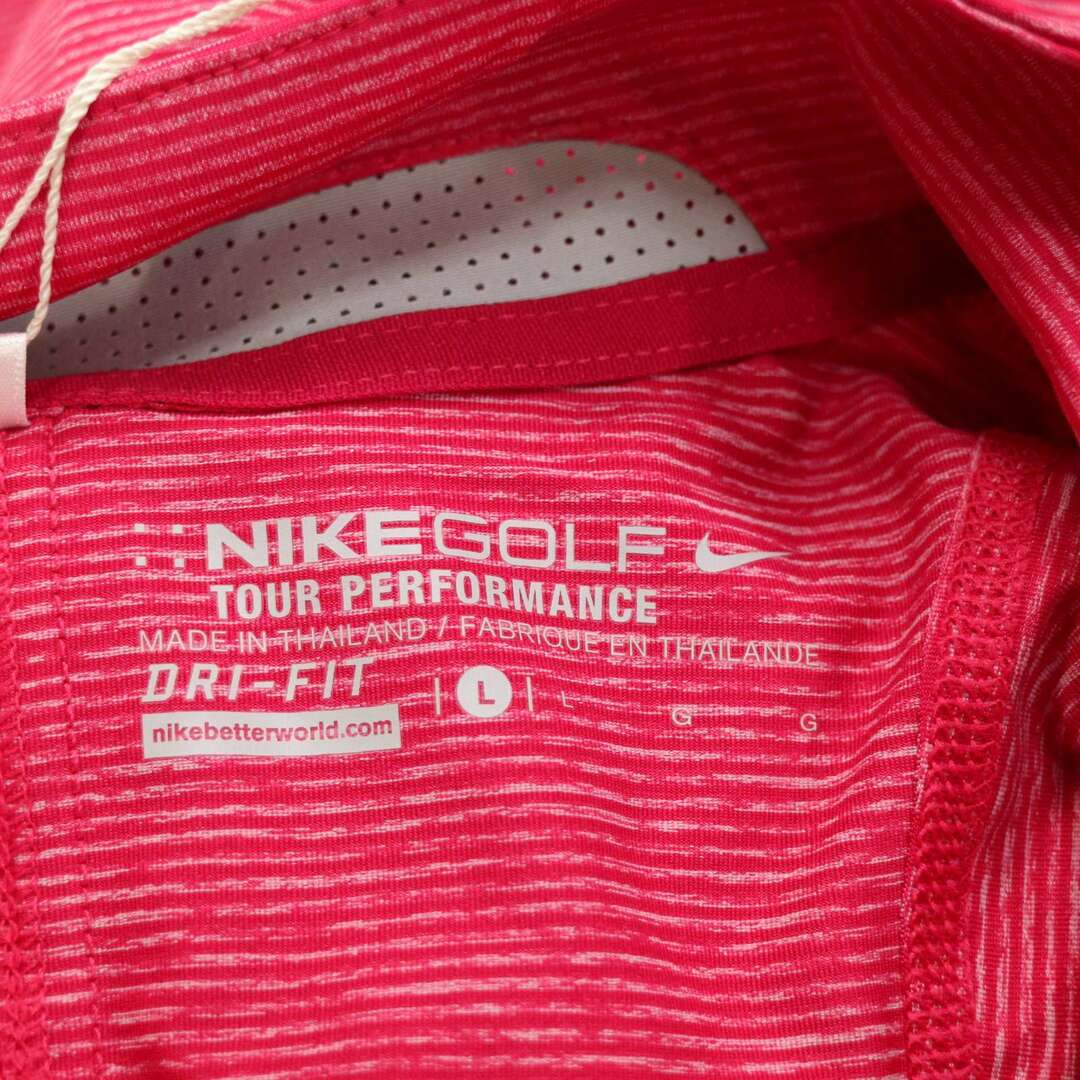 NIKEGOLF
TOUR PERFORMANCE
MADE IN THAILAND / FABRIQUE EN THAILANDE
DRI-FIT | L | L G G
nikebetterworld.com